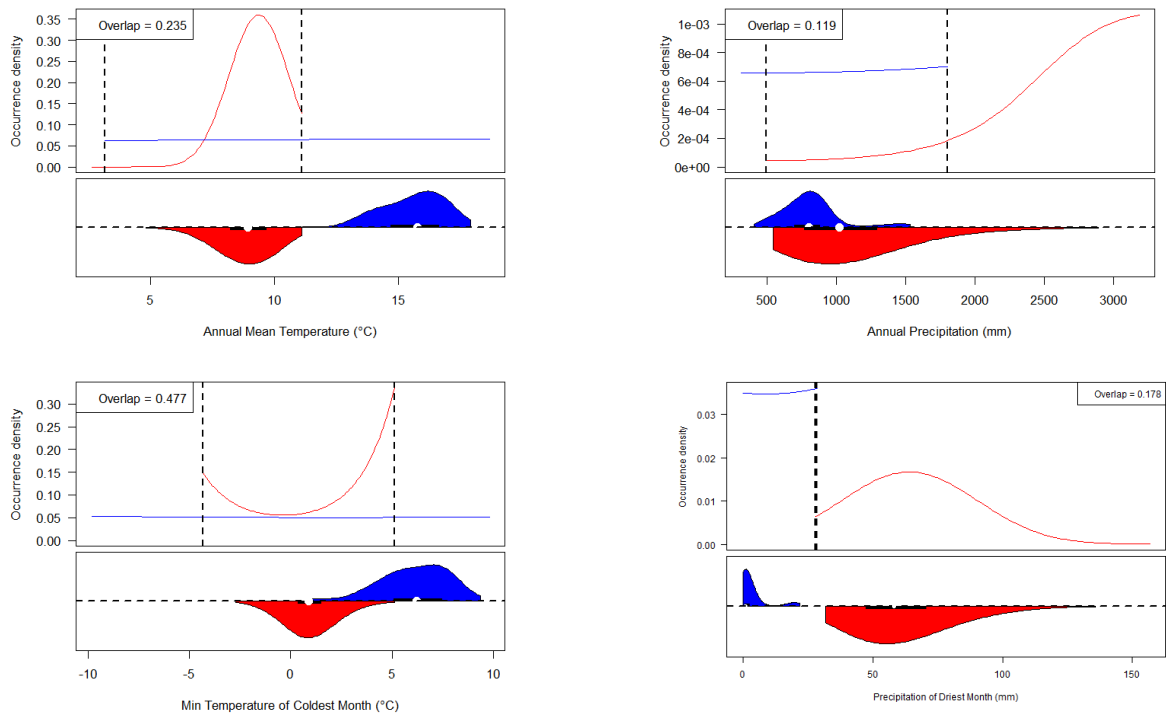 Overlap = 0.235
Occurrence density
0.35
0.30
0.25
0.20
0.15
0.10
0.05
0.00
5
10
15
Annual Mean Temperature (°C)
Overlap = 0.119
Occurrence density
1e-03
8e-04
6e-04
4e-04
2e-04
0e+00
500
1000
1500
2000
2500
3000
Annual Precipitation (mm)
Overlap = 0.477
Occurrence density
0.30
0.25
0.20
0.15
0.10
0.05
0.00
-10
-5
0
5
10
Min Temperature of Coldest Month (°C)
Overlap = 0.178
Occurrence density
0.03
0.02
0.01
0.00
0
50
100
150
Precipitation of Driest Month (mm)